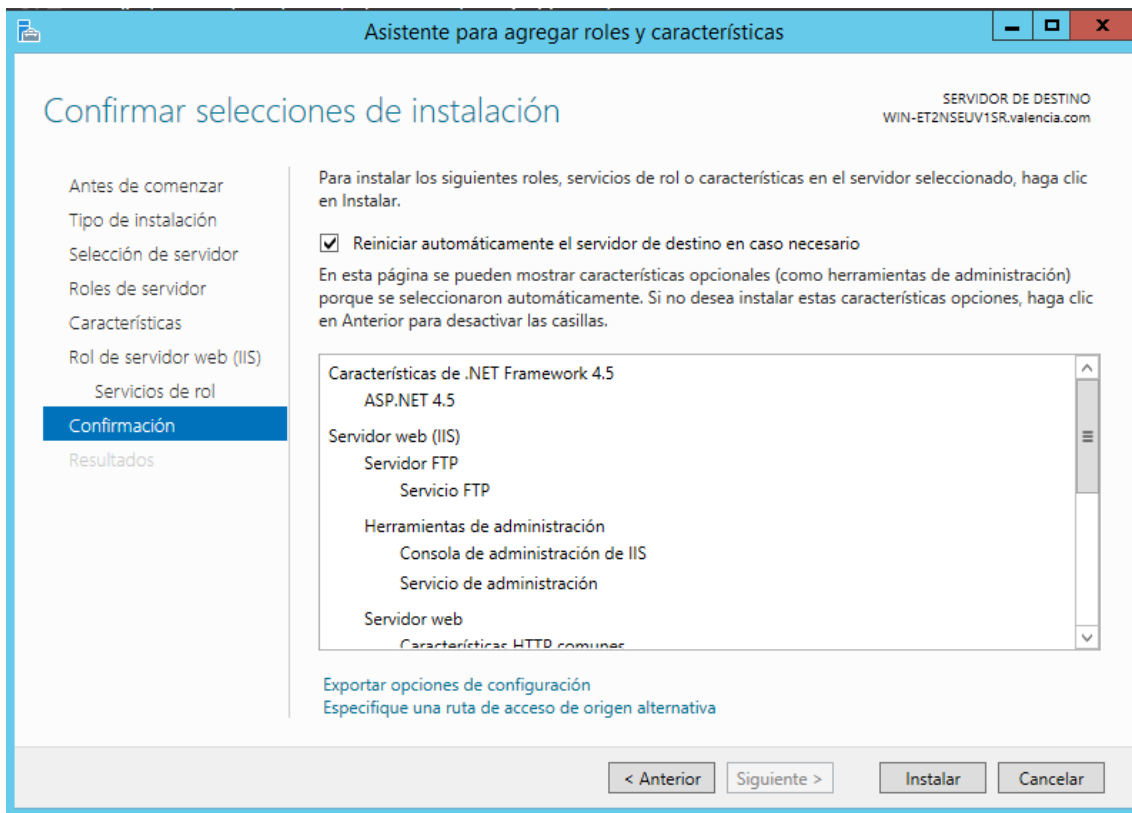 Asistente para agregar roles y características
Confirmar selecciones de instalación
SERVIDOR DE DESTINO
WIN-ET2NSEUV1SR.valencia.com
Antes de comenzar
Tipo de instalación
Selección de servidor
Roles de servidor
Características
Rol de servidor web (IIS)
Servicios de rol
Confirmación
Resultados
Para instalar los siguientes roles, servicios de rol o características en el servidor seleccionado, haga clic
en Instalar.
Reiniciar automáticamente el servidor de destino en caso necesario
En esta página se pueden mostrar características opcionales (como herramientas de administración)
porque se seleccionaron automáticamente. Si no desea instalar estas características opciones, haga clic
en Anterior para desactivar las casillas.
Características de .NET Framework 4.5
ASP.NET 4.5
Servidor web (IIS)
Servidor FTP
Servicio FTP
Herramientas de administración
Consola de administración de IIS
Servicio de administración
Servidor web
Características HTTP comunes
Exportar opciones de configuración
Especifique una ruta de acceso de origen alternativa
< Anterior
Siguiente >
Instalar
Cancelar